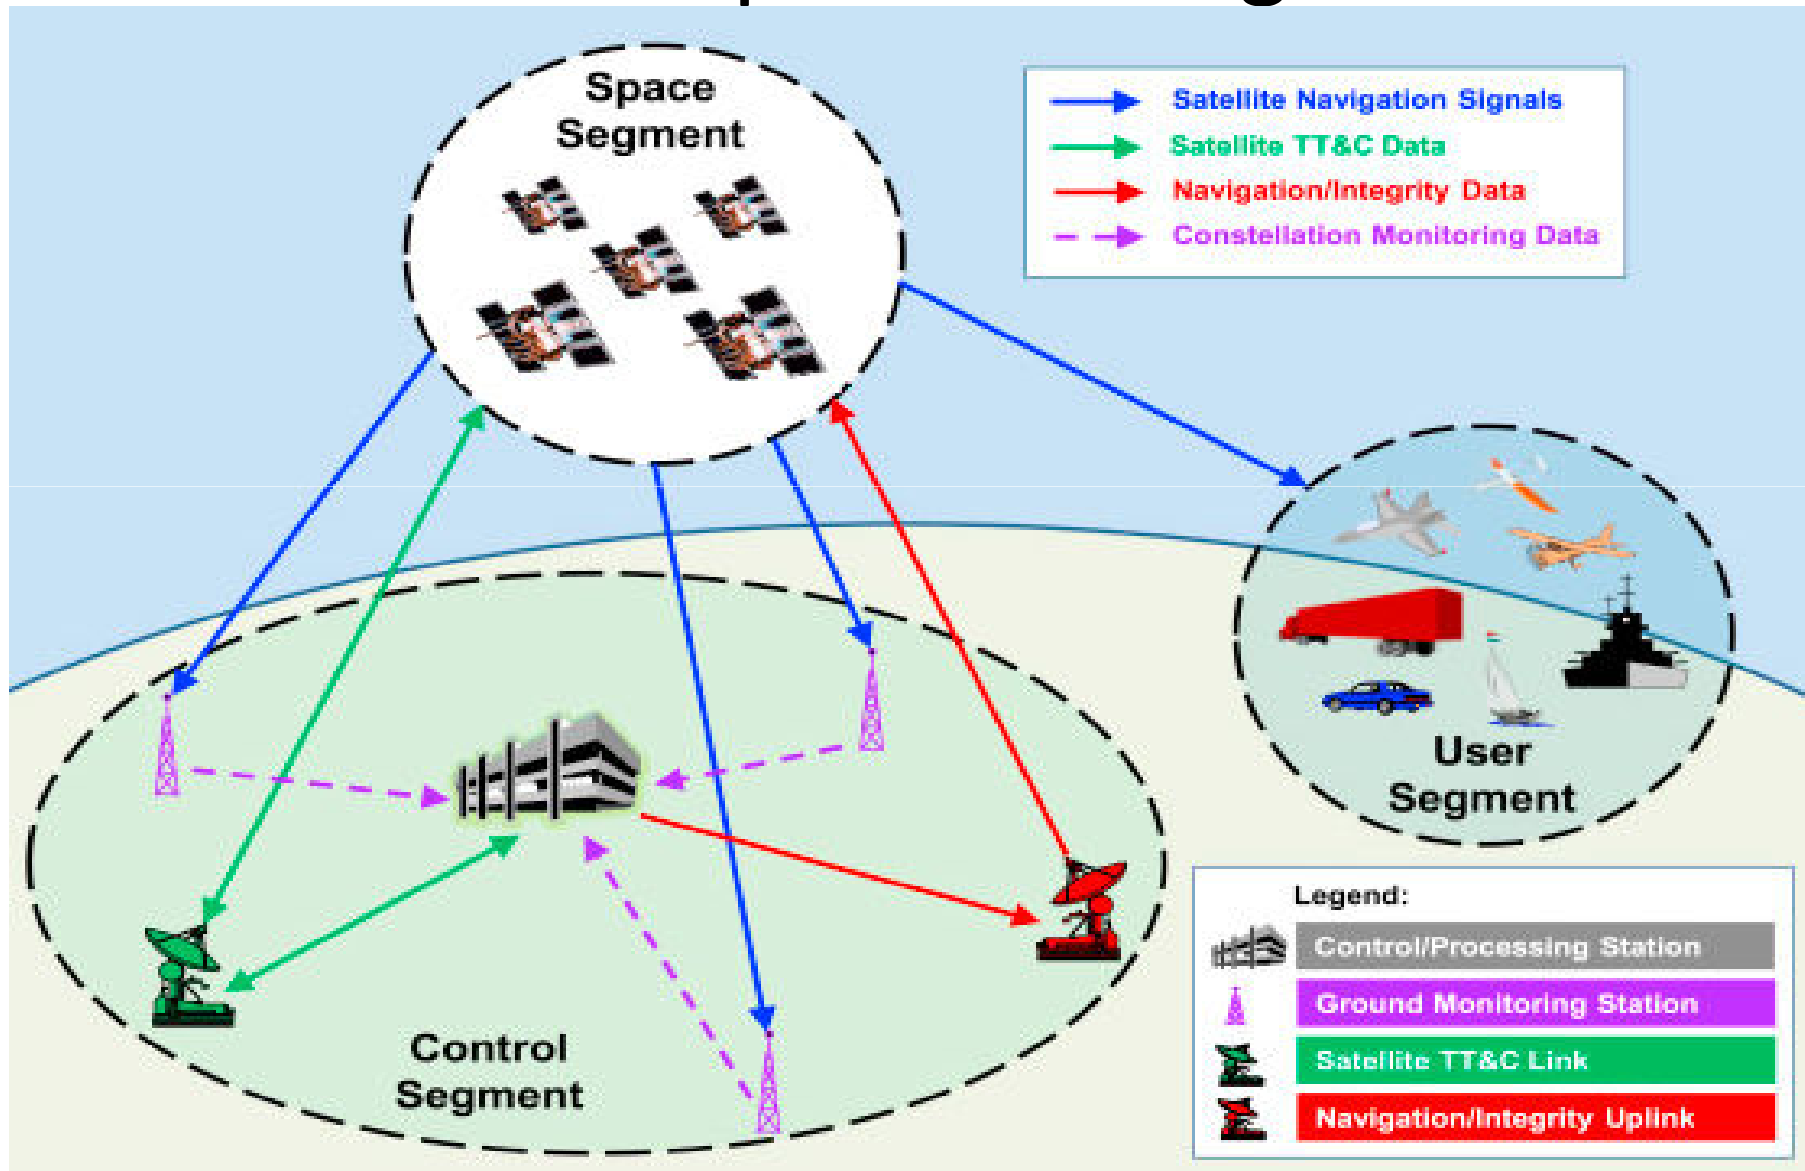 Space
Segment
Satellite Navigation Signals
Satellite TT&C Data
Navigation/Integrity Data
Constellation Monitoring Data
User
Segment
Control
Segment
Legend:
Control/Processing Station
Ground Monitoring Station
Satellite TT&C Link
Navigation/Integrity Uplink